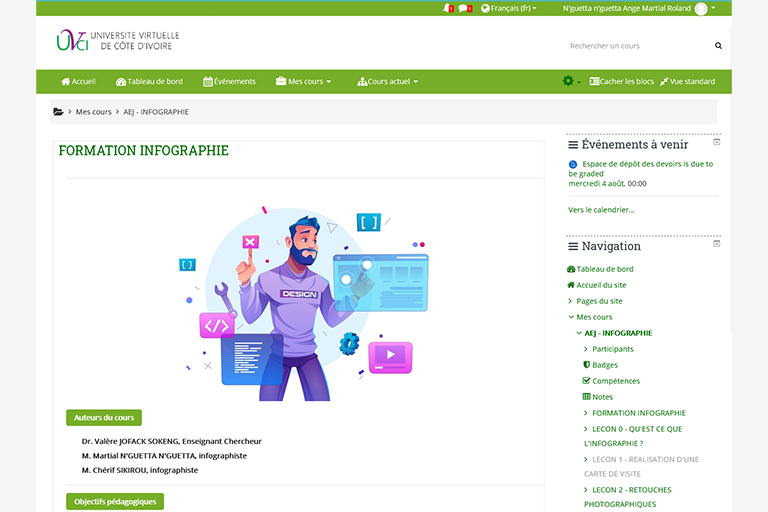 1
1
Français (fr)
N'guetta n'guetta Ange Martial Roland
UVCI
UNIVERSITE VIRTUELLE
DE CÔTE D'IVOIRE
Rechercher un cours
Accueil
Tableau de bord
Événements
Mes cours
Cours actuel
Cacher les blocs
Vue standard
Mes cours
AEJ - INFOGRAPHIE
FORMATION INFOGRAPHIE
DESIGN
Auteurs du cours
Dr. Valère JOFACK SOKENG, Enseignant Chercheur
M. Martial N'GUETTA N'GUETTA, infographiste
M. Chérif SIKIROU, infographiste
Objectifs pédagogiques
Événements à venir
Espace de dépôt des devoirs is due to
be graded
mercredi 4 août, 00:00
Vers le calendrier...
Navigation
Tableau de bord
Accueil du site
Pages du site
Mes cours
AEJ - INFOGRAPHIE
Participants
Badges
Compétences
Notes
FORMATION INFOGRAPHIE
LECON 0 - QU'EST CE QUE
L'INFOGRAPHIE ?
LECON 1 - REALISATION D'UNE
CARTE DE VISITE
LECON 2 - RETOUCHES
PHOTOGRAPHIQUES